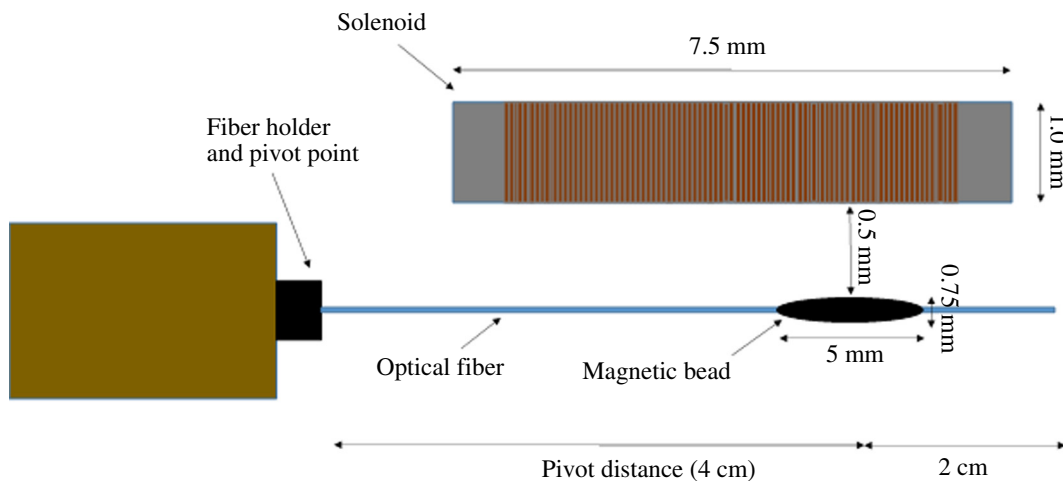 Solenoid
7.5 mm
Fiber holder
and pivot point
1.0 mm
0.5 mm
0.75 mm
Optical fiber
Magnetic bead
5 mm
Pivot distance (4 cm)
2 cm